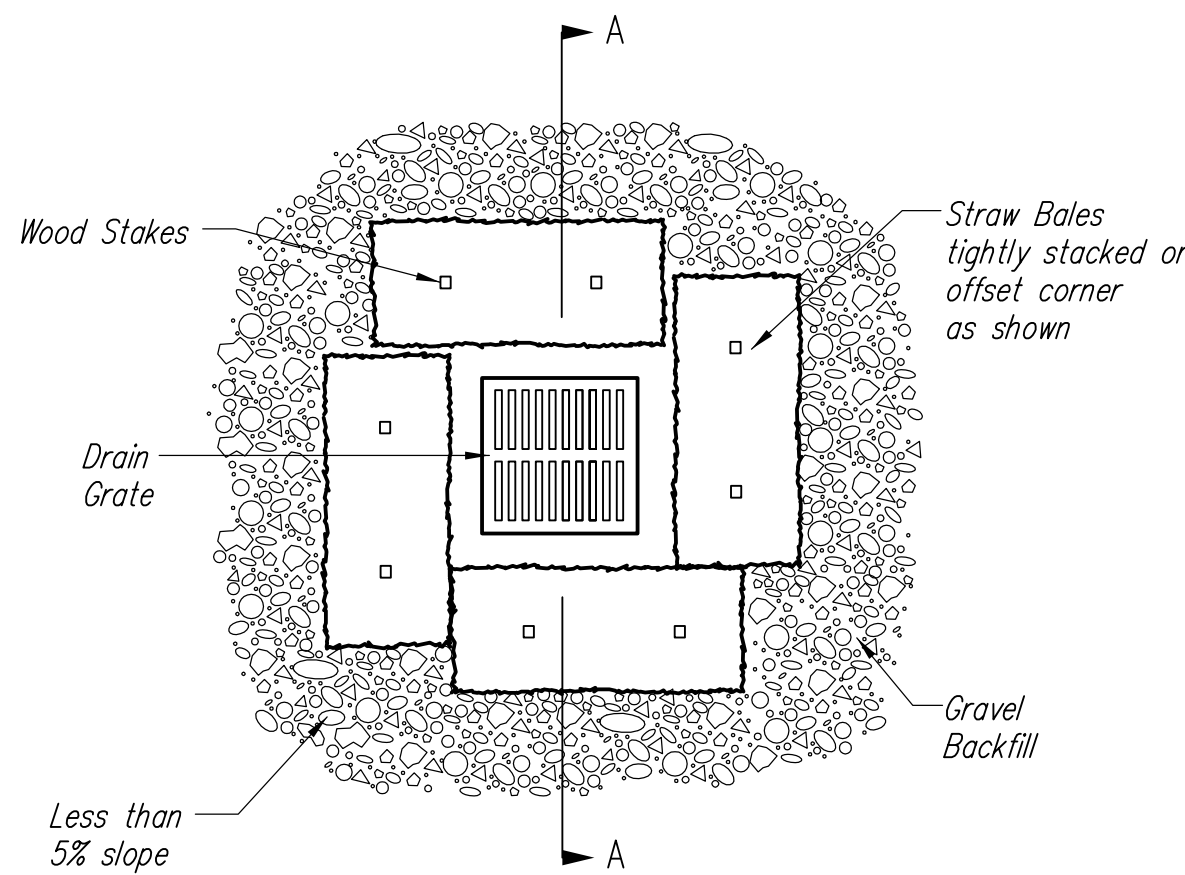 A
Wood Stakes
Straw Bales
tightly stacked or
offset corner
as shown
Drain
Grate
Gravel
Backfill
Less than
5% slope
A